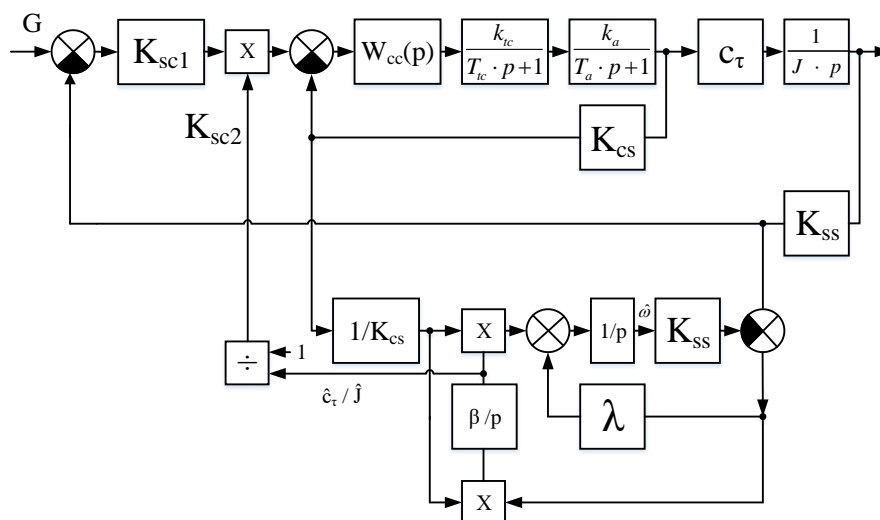 G
K_sc1
X
W_cc(p)
k_tc / (T_tc · p+1)
k_a / (T_a · p+1)
c_τ
1 / (J · p)
K_sc2
K_cs
K_ss
1/K_cs
X
1/p
ω̂
K_ss
÷
1
ĉ_τ / Ĵ
β/p
λ
X